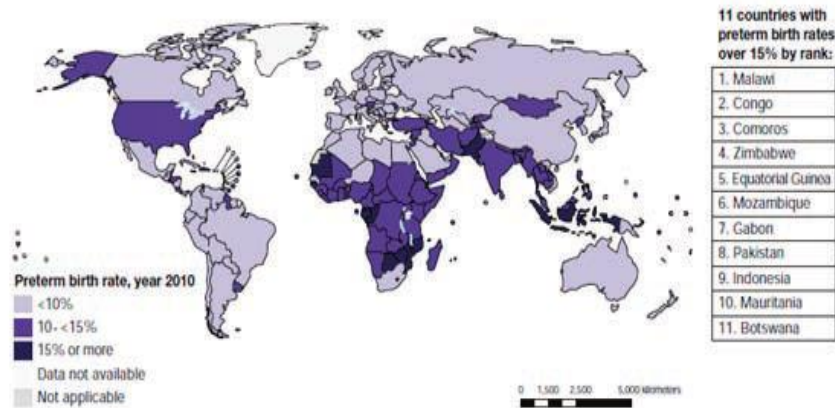 11 countries with
preterm birth rates
over 15% by rank:
1. Malawi
2. Congo
3. Comoros
4. Zimbabwe
5. Equatorial Guinea
6. Mozambique
7. Gabon
8. Pakistan
9. Indonesia
10. Mauritania
11. Botswana
Preterm birth rate, year 2010
<10%
10- <15%
15% or more
Data not available
Not applicable
0 1,500 2,500 5,000 kilometers